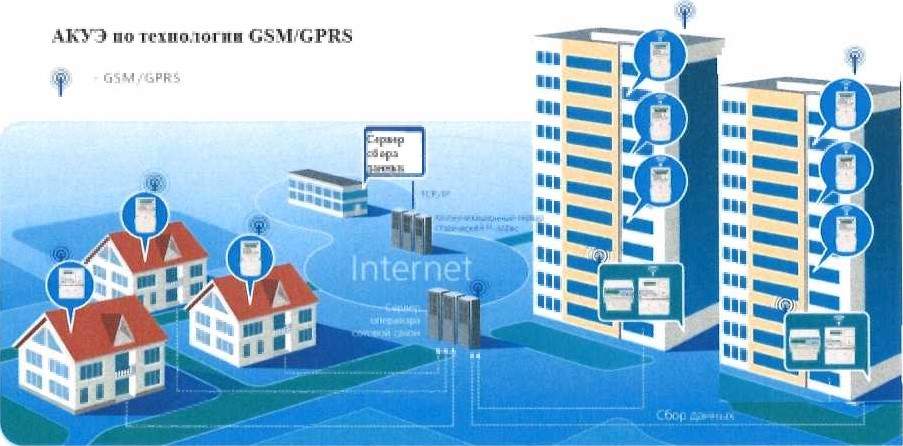 АКУЭ по технологии GSM/GPRS
- GSM/GPRS
Сервер
сбора
данных
TCP/IP
Internet
Сервер
оператора
сотовой связи
Сбор данных